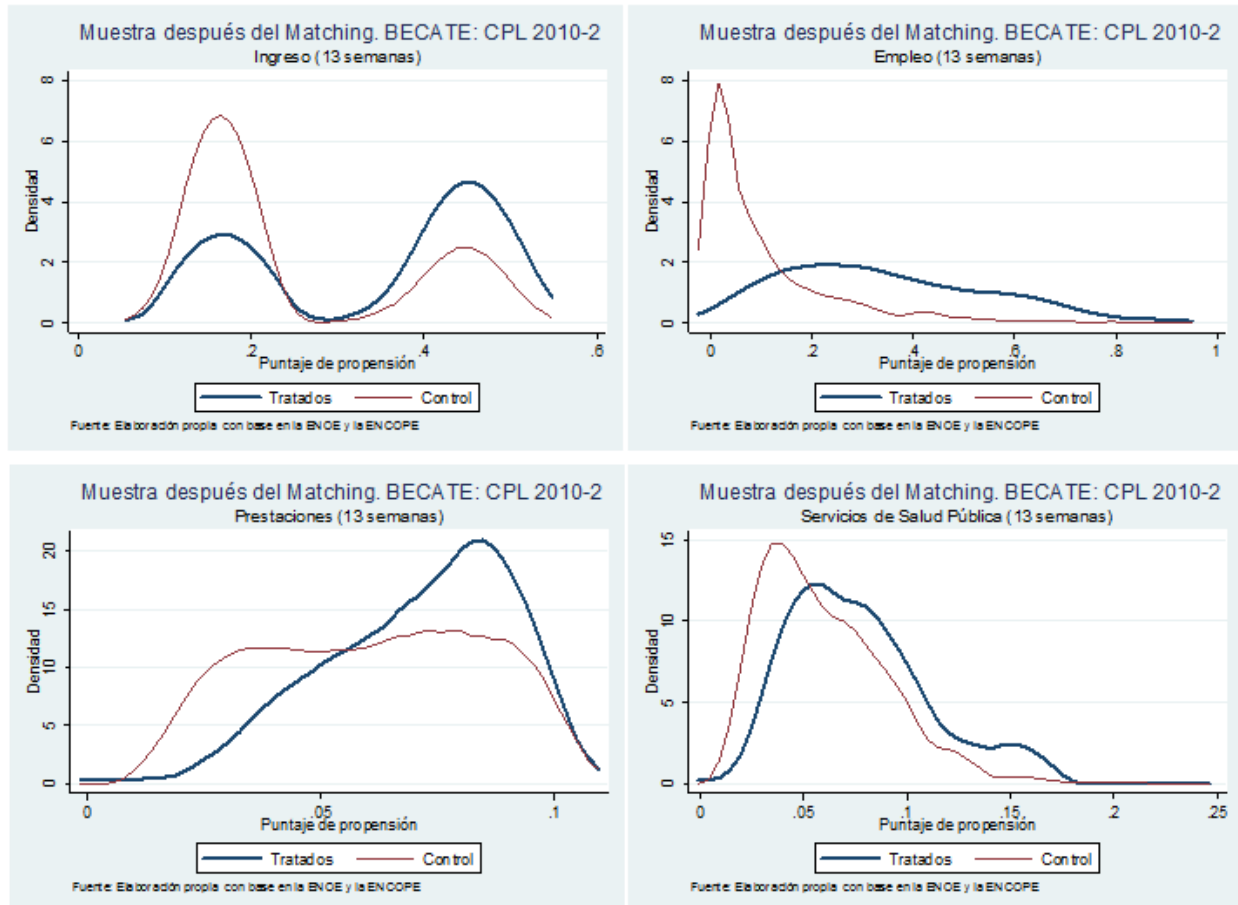 Muestra después del Matching. BECATE: CPL 2010-2
Ingreso (13 semanas)
8
6
4
2
0
Densidad
0 .2 .4 .6
Puntaje de propensión
Tratados Control
Fuente: Elaboración propia con base en la ENOE y la ENCOPE
Muestra después del Matching. BECATE: CPL 2010-2
Empleo (13 semanas)
8
6
4
2
0
Densidad
0 .2 .4 .6 .8 1
Puntaje de propensión
Tratados Control
Fuente: Elaboración propia con base en la ENOE y la ENCOPE
Muestra después del Matching. BECATE: CPL 2010-2
Prestaciones (13 semanas)
20
15
10
5
0
Densidad
0 .05 .1
Puntaje de propensión
Tratados Control
Fuente: Elaboración propia con base en la ENOE y la ENCOPE
Muestra después del Matching. BECATE: CPL 2010-2
Servicios de Salud Pública (13 semanas)
15
10
5
0
Densidad
0 .05 .1 .15 .2 .25
Puntaje de propensión
Tratados Control
Fuente: Elaboración propia con base en la ENOE y la ENCOPE